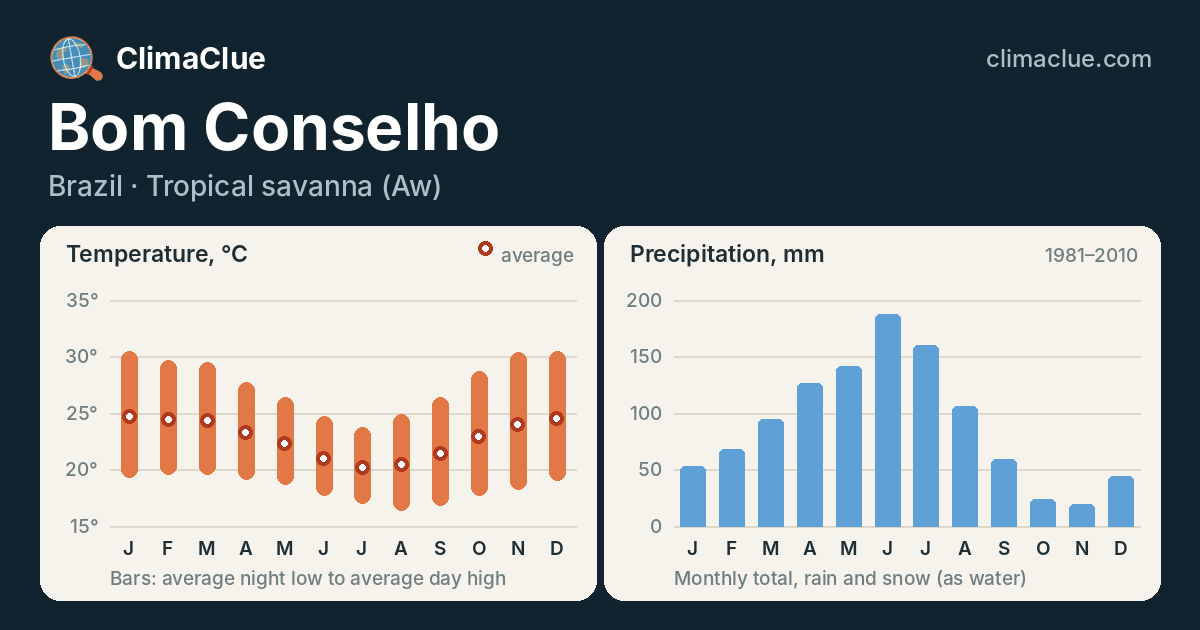 ClimaClue
climaclue.com
Bom Conselho
Brazil · Tropical savanna (Aw)
Temperature, °C
average
35°
30°
25°
20°
15°
J F M A M J J A S O N D
Bars: average night low to average day high
Precipitation, mm
1981–2010
200
150
100
50
0
J F M A M J J A S O N D
Monthly total, rain and snow (as water)